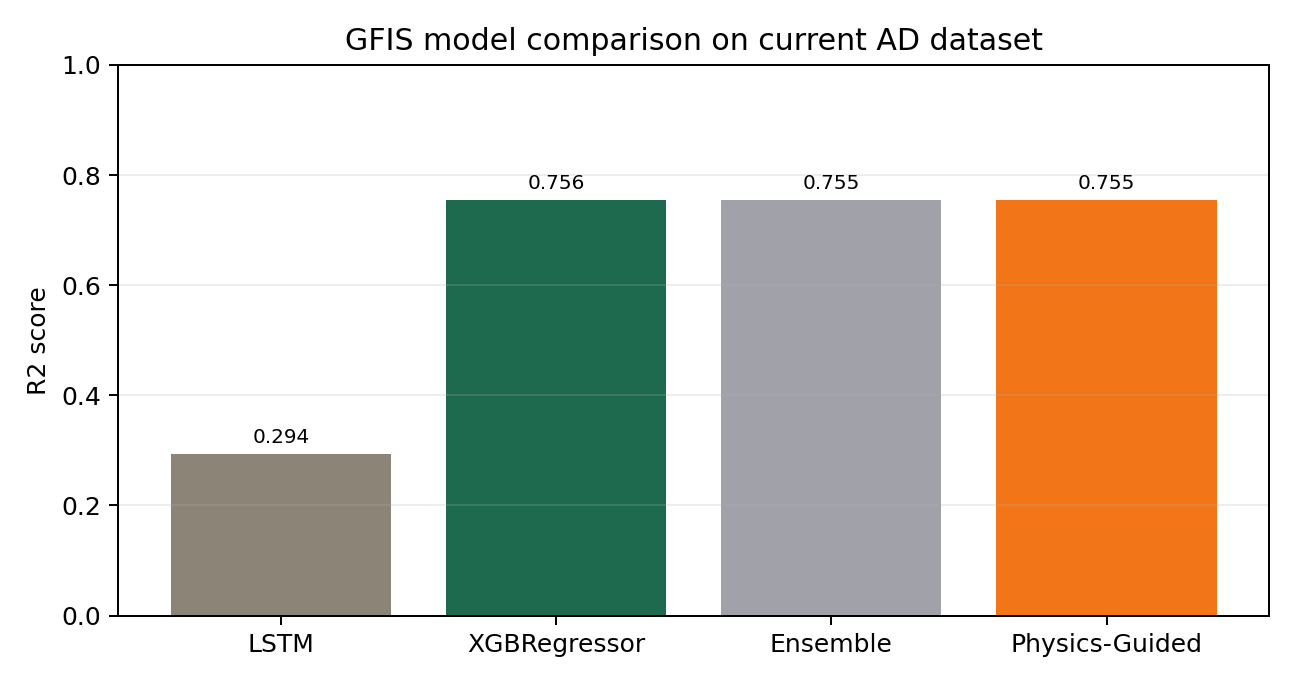 GFIS model comparison on current AD dataset
1.0
0.8
0.6
0.4
0.2
0.0
R2 score
0.294
0.756
0.755
0.755
LSTM
XGBRegressor
Ensemble
Physics-Guided